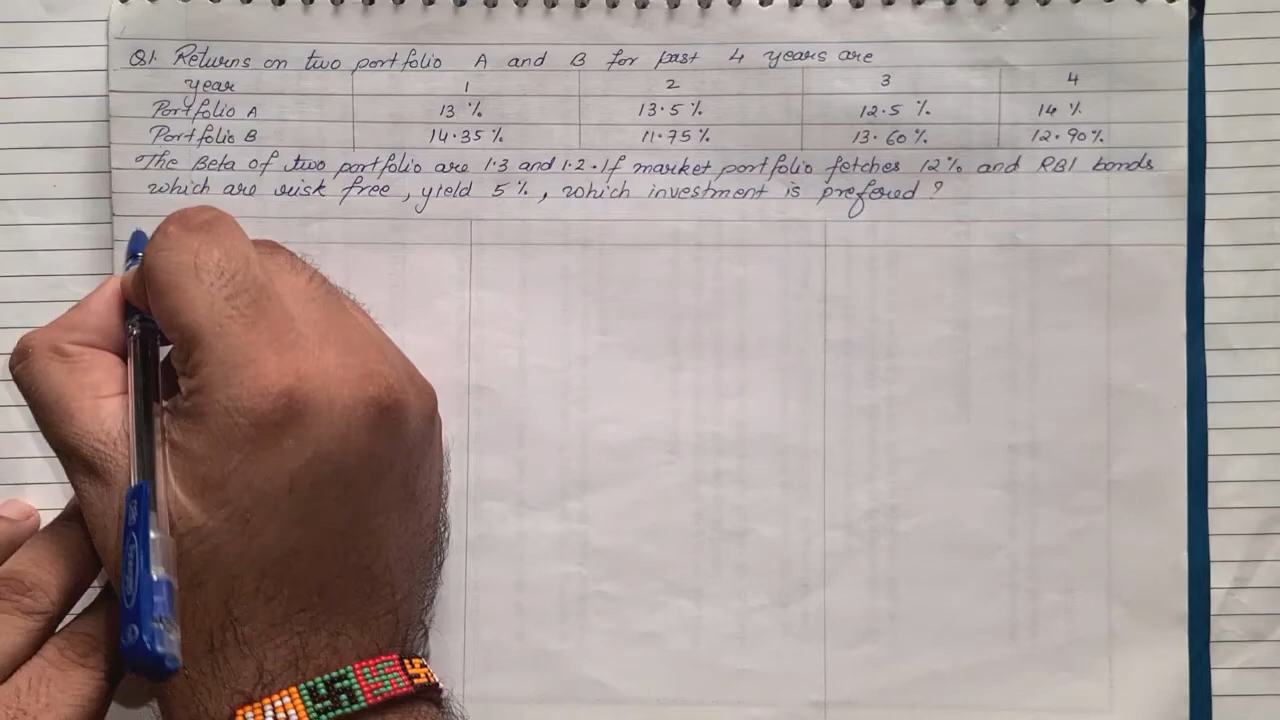 Q1. Returns on two portfolio A and B for past 4 years are
year 1 2 3 4
Portfolio A 13 % 13.5 % 12.5 % 14 %
Portfolio B 14.35 % 11.75 % 13.60 % 12.90 %
The Beta of two portfolio are 1.3 and 1.2. If market portfolio fetches 12% and RBI bonds
which are risk free, yield 5 %, which investment is prefered ?